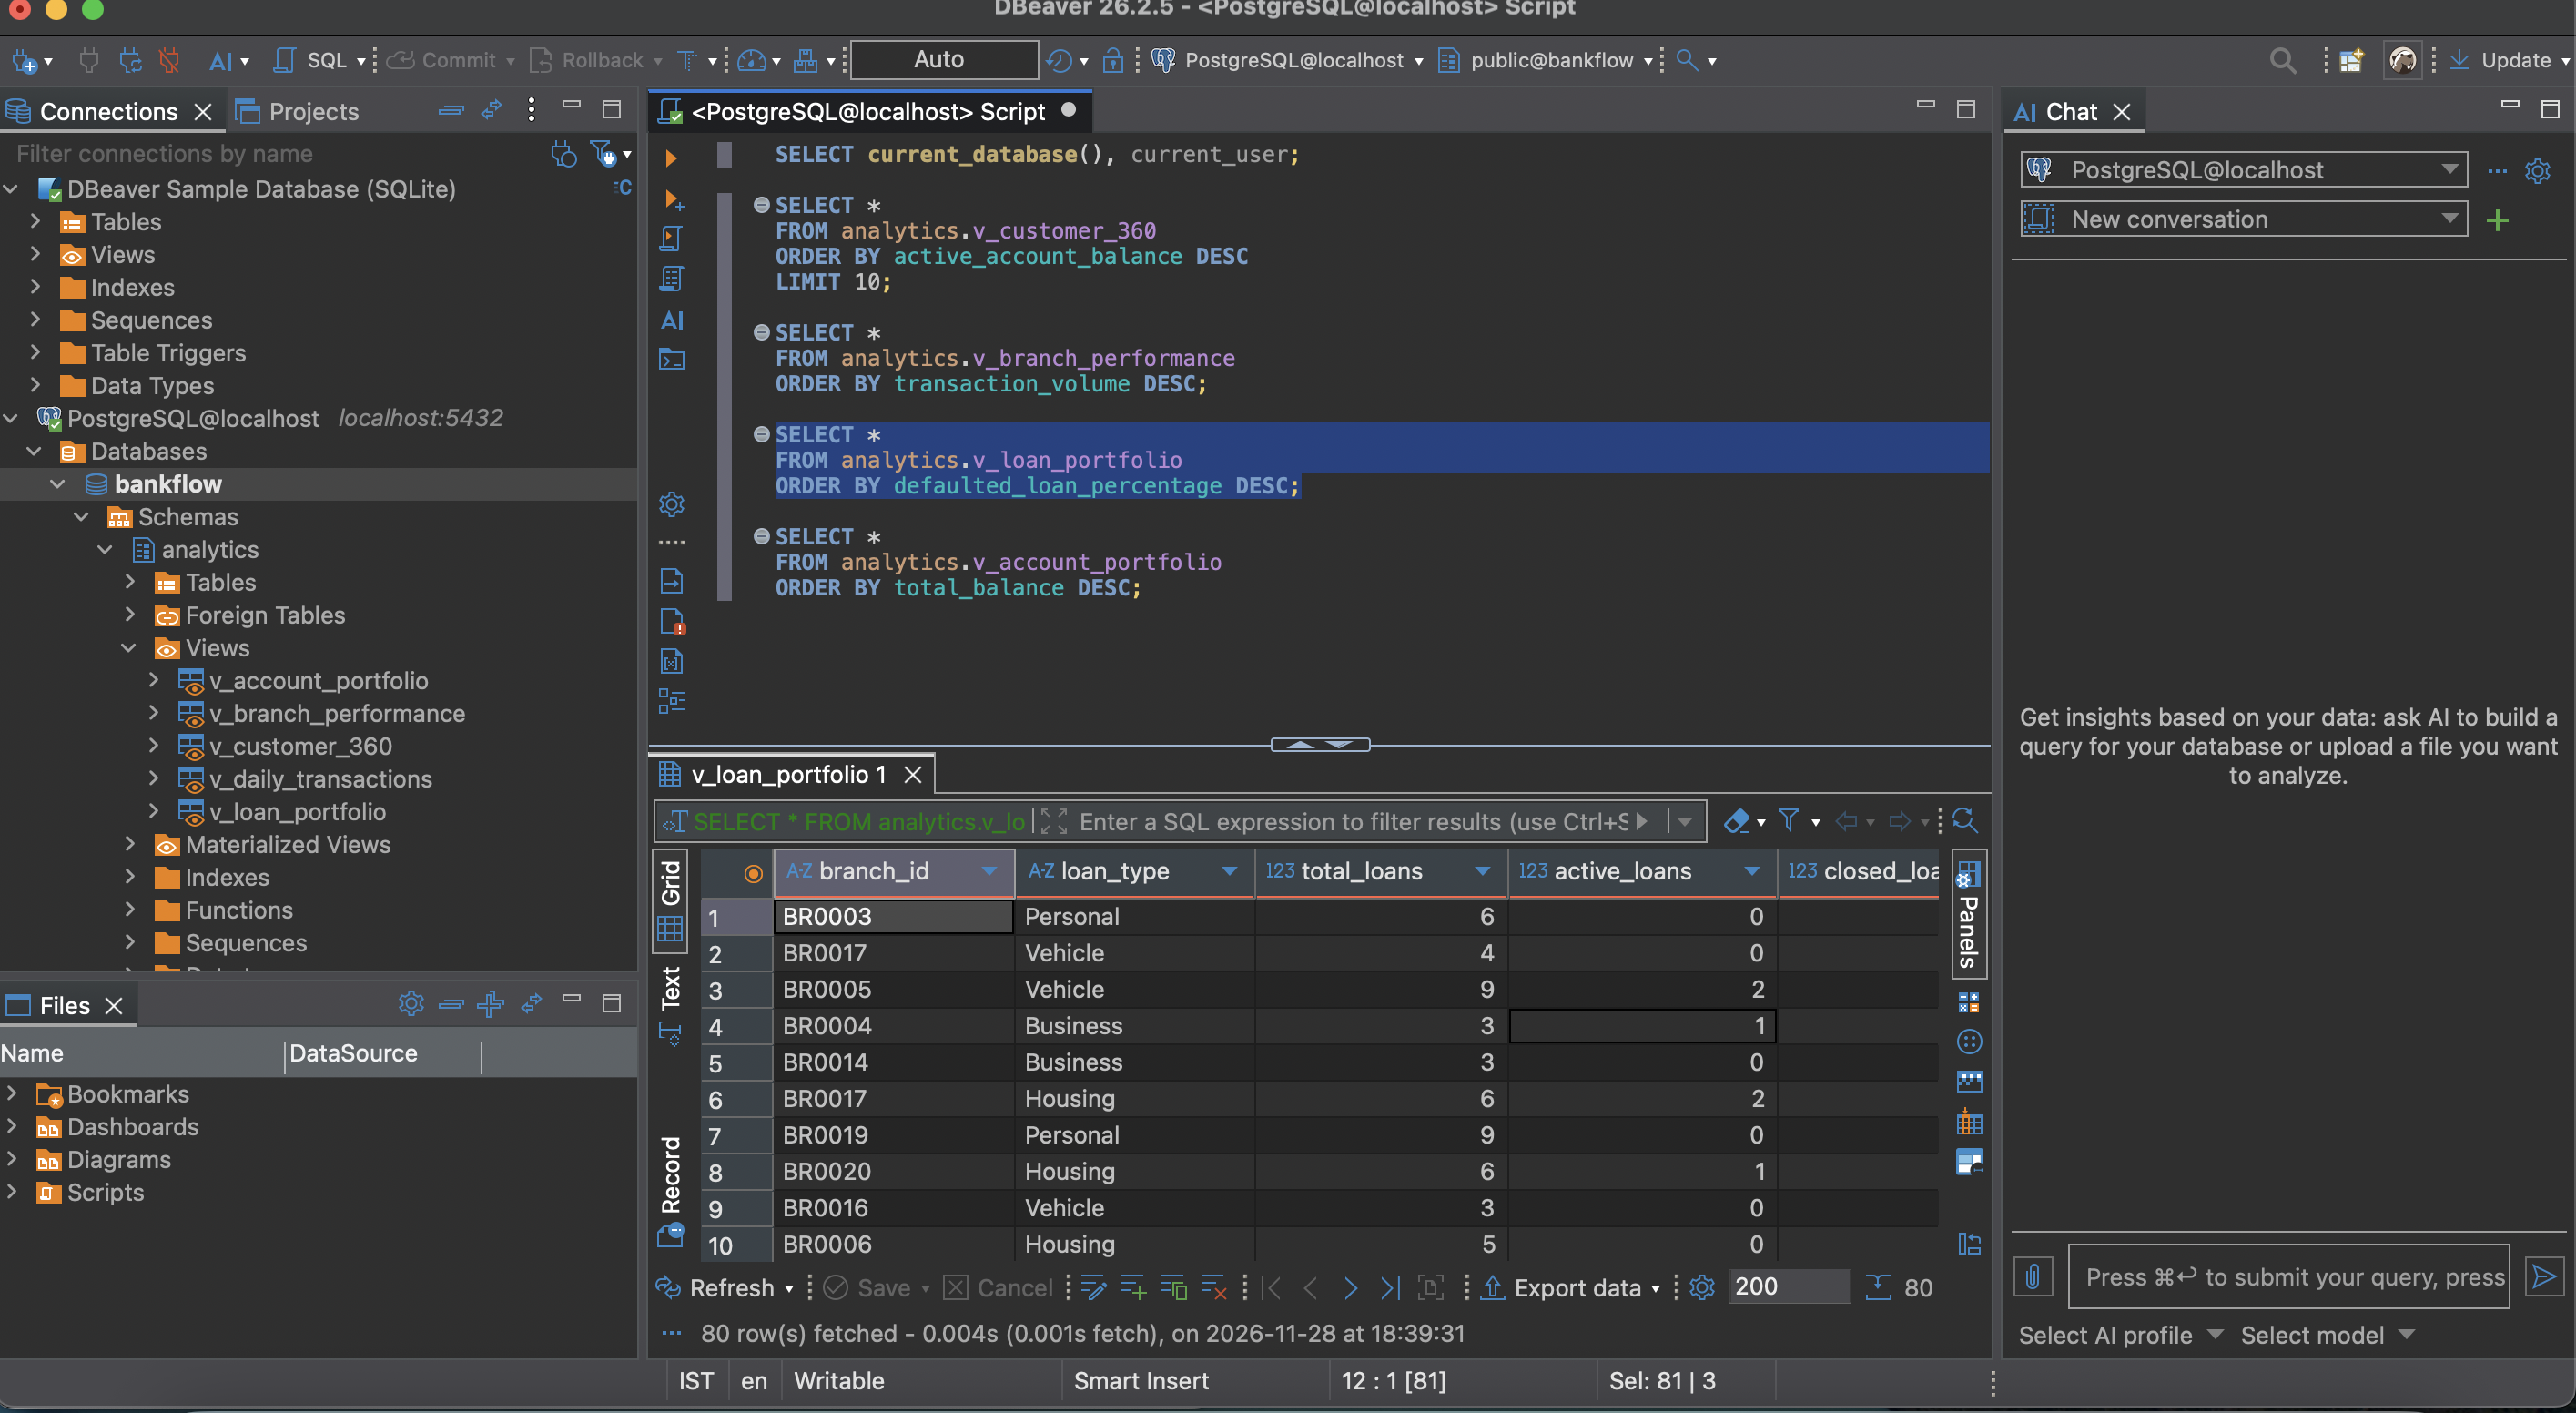 DBeaver 26.2.5 - <PostgreSQL@localhost> Script
AI SQL Commit Rollback T Auto PostgreSQL@localhost public@bankflow Update
Connections Projects
Filter connections by name
DBeaver Sample Database (SQLite)
Tables
Views
Indexes
Sequences
Table Triggers
Data Types
PostgreSQL@localhost localhost:5432
Databases
bankflow
Schemas
analytics
Tables
Foreign Tables
Views
v_account_portfolio
v_branch_performance
v_customer_360
v_daily_transactions
v_loan_portfolio
Materialized Views
Indexes
Functions
Sequences
Files
Name DataSource
Bookmarks
Dashboards
Diagrams
Scripts
<PostgreSQL@localhost> Script
AI
SELECT current_database(), current_user;
SELECT *
FROM analytics.v_customer_360
ORDER BY active_account_balance DESC
LIMIT 10;
SELECT *
FROM analytics.v_branch_performance
ORDER BY transaction_volume DESC;
SELECT *
FROM analytics.v_loan_portfolio
ORDER BY defaulted_loan_percentage DESC;
SELECT *
FROM analytics.v_account_portfolio
ORDER BY total_balance DESC;
v_loan_portfolio 1
SELECT * FROM analytics.v_lo Enter a SQL expression to filter results (use Ctrl+S
Grid
Text
Record
Panels
A-Z branch_id A-Z loan_type 123 total_loans 123 active_loans 123 closed_loa
1 BR0003 Personal 6 0
2 BR0017 Vehicle 4 0
3 BR0005 Vehicle 9 2
4 BR0004 Business 3 1
5 BR0014 Business 3 0
6 BR0017 Housing 6 2
7 BR0019 Personal 9 0
8 BR0020 Housing 6 1
9 BR0016 Vehicle 3 0
10 BR0006 Housing 5 0
Refresh Save Cancel Export data 200 80
80 row(s) fetched - 0.004s (0.001s fetch), on 2026-11-28 at 18:39:31
IST en Writable Smart Insert 12 : 1 [81] Sel: 81 | 3
AI Chat
PostgreSQL@localhost
New conversation
Get insights based on your data: ask AI to build a
query for your database or upload a file you want
to analyze.
Press ⌘↩ to submit your query, press
Select AI profile Select model